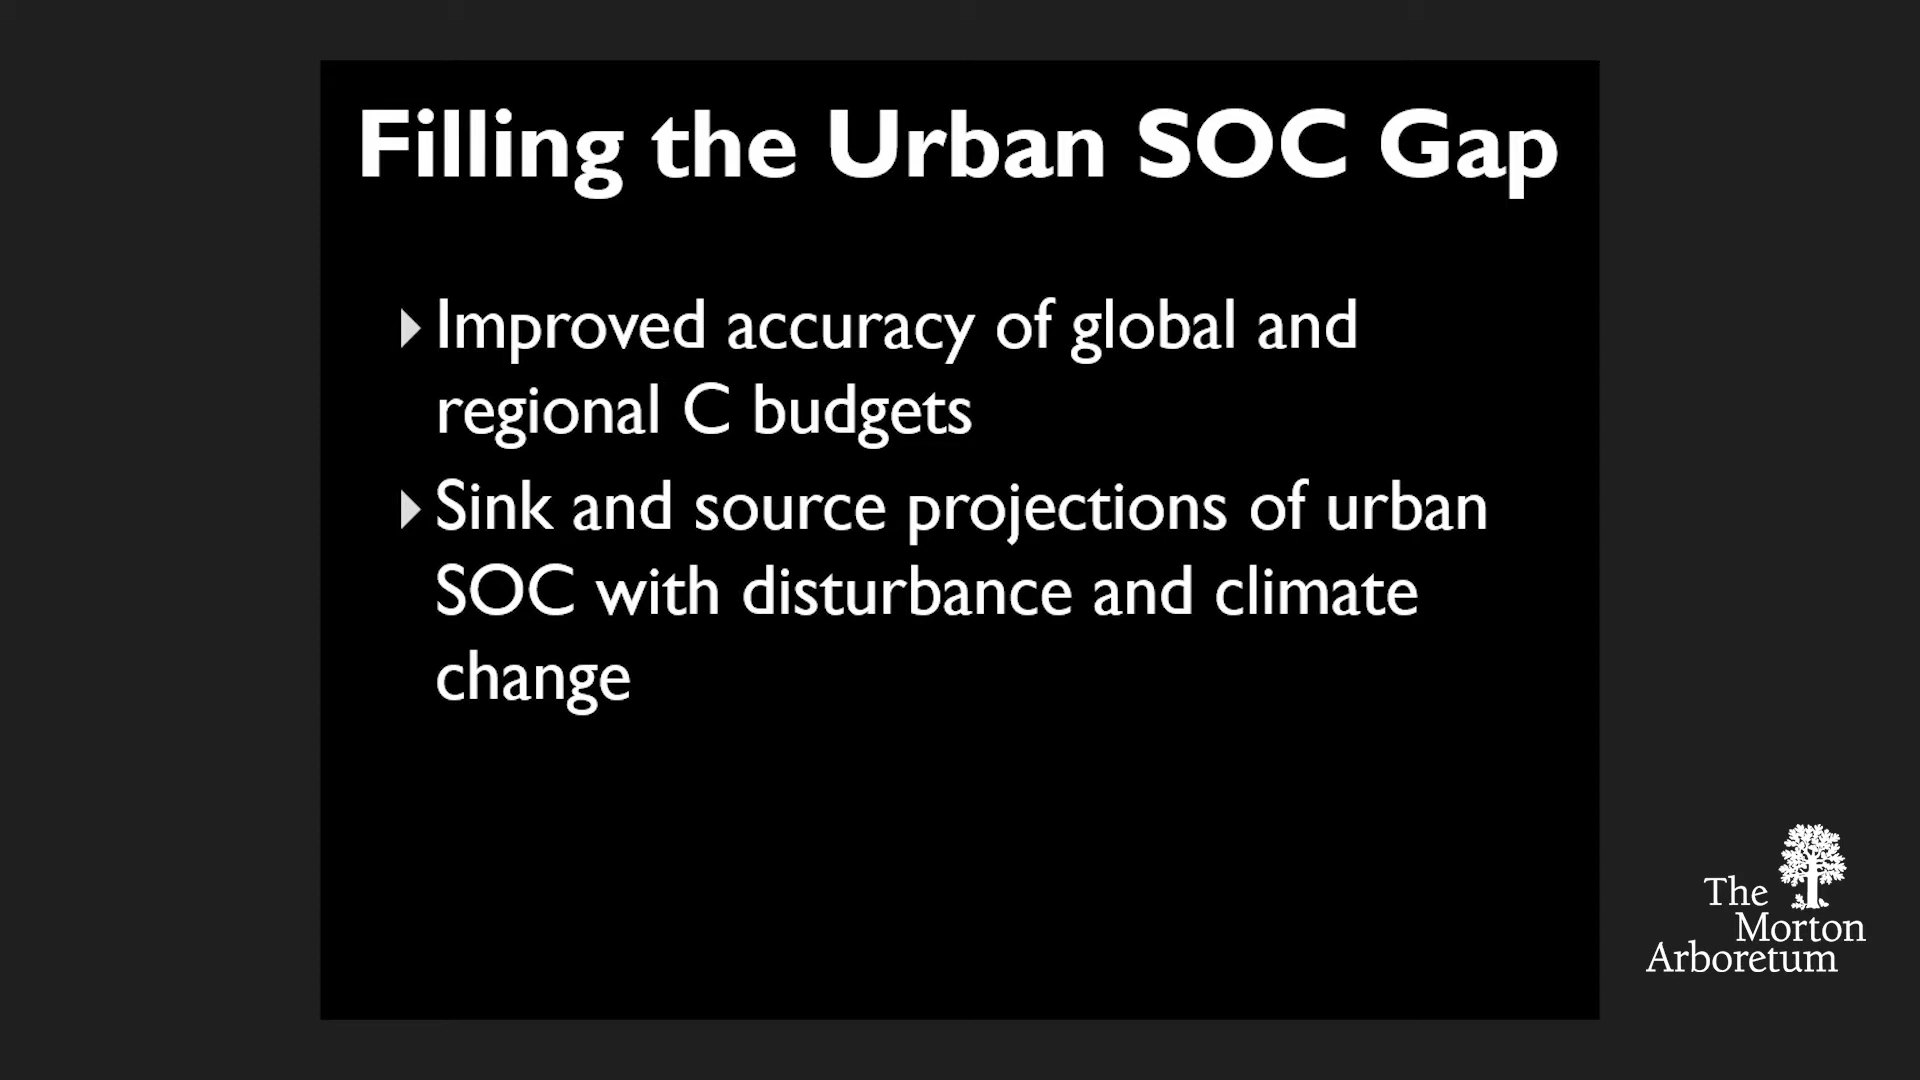 Filling the Urban SOC Gap
Improved accuracy of global and
regional C budgets
Sink and source projections of urban
SOC with disturbance and climate
change
The
Morton
Arboretum